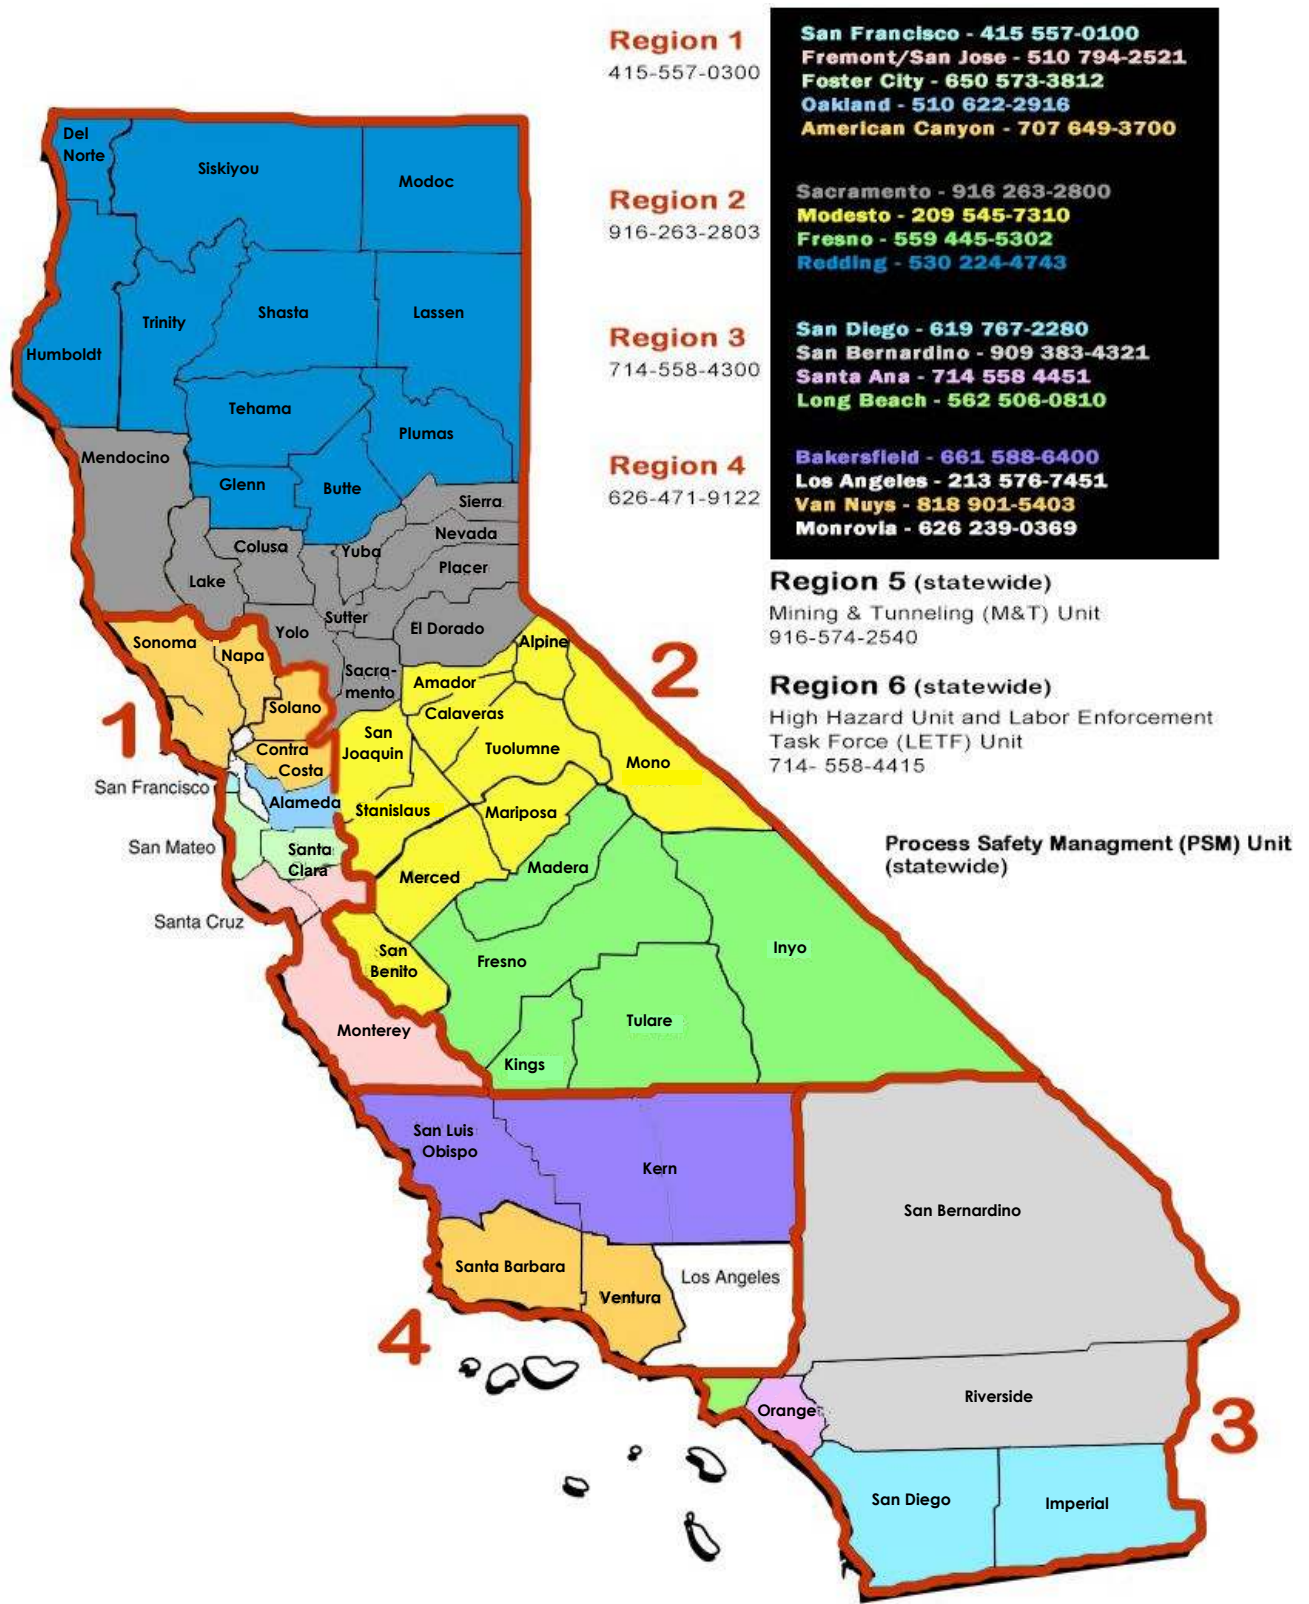 Region 1
415-557-0300
San Francisco - 415 557-0100
Fremont/San Jose - 510 794-2521
Foster City - 650 573-3812
Oakland - 510 622-2916
American Canyon - 707 649-3700
Region 2
916-263-2803
Sacramento - 916 263-2800
Modesto - 209 545-7310
Fresno - 559 445-5302
Redding - 530 224-4743
Region 3
714-558-4300
San Diego - 619 767-2280
San Bernardino - 909 383-4321
Santa Ana - 714 558 4451
Long Beach - 562 506-0810
Region 4
626-471-9122
Bakersfield - 661 588-6400
Los Angeles - 213 576-7451
Van Nuys - 818 901-5403
Monrovia - 626 239-0369
Region 5 (statewide)
Mining & Tunneling (M&T) Unit
916-574-2540
Region 6 (statewide)
High Hazard Unit and Labor Enforcement
Task Force (LETF) Unit
714- 558-4415
Process Safety Managment (PSM) Unit
(statewide)
Del
Norte
Siskiyou
Modoc
Humboldt
Trinity
Shasta
Lassen
Tehama
Plumas
Mendocino
Glenn
Butte
Sierra
Colusa
Yuba
Nevada
Lake
Placer
Sutter
Yolo
El Dorado
Sonoma
Napa
Sacra-
mento
Alpine
Solano
Amador
Calaveras
1
2
Contra
Costa
San
Joaquin
Tuolumne
Mono
San Francisco
Alameda
Stanislaus
Mariposa
San Mateo
Santa
Clara
Merced
Madera
Santa Cruz
San
Benito
Fresno
Inyo
Monterey
Kings
Tulare
San Luis
Obispo
Kern
San Bernardino
Santa Barbara
Ventura
Los Angeles
4
Orange
Riverside
3
San Diego
Imperial